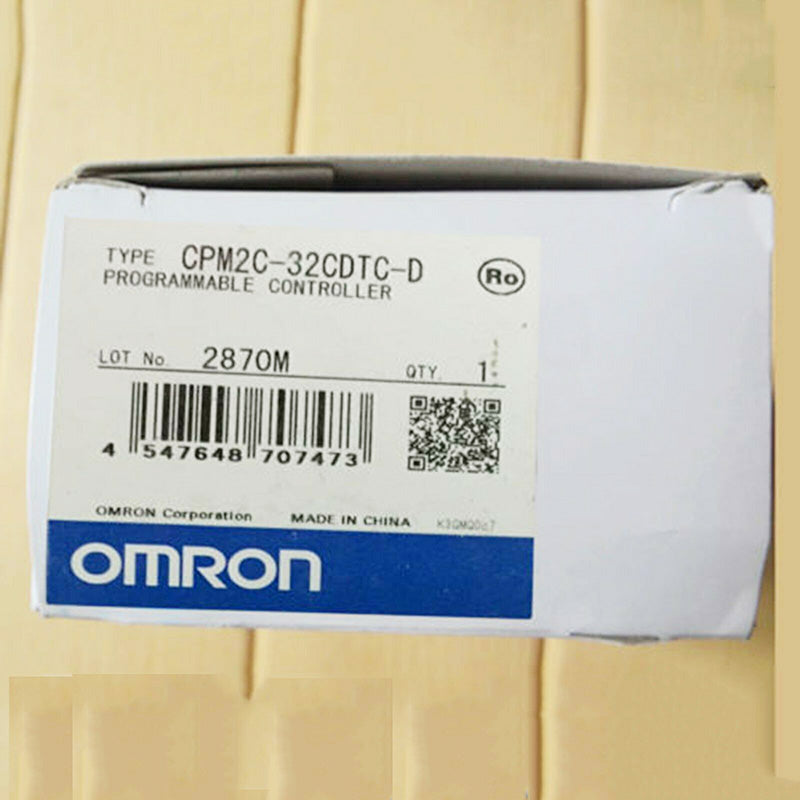 TYPE CPM2C-32CDTC-D
PROGRAMMABLE CONTROLLER
Ro
LOT No. 2870M QTY. 1
4 547648 707473
OMRON Corporation MADE IN CHINA
OMRON